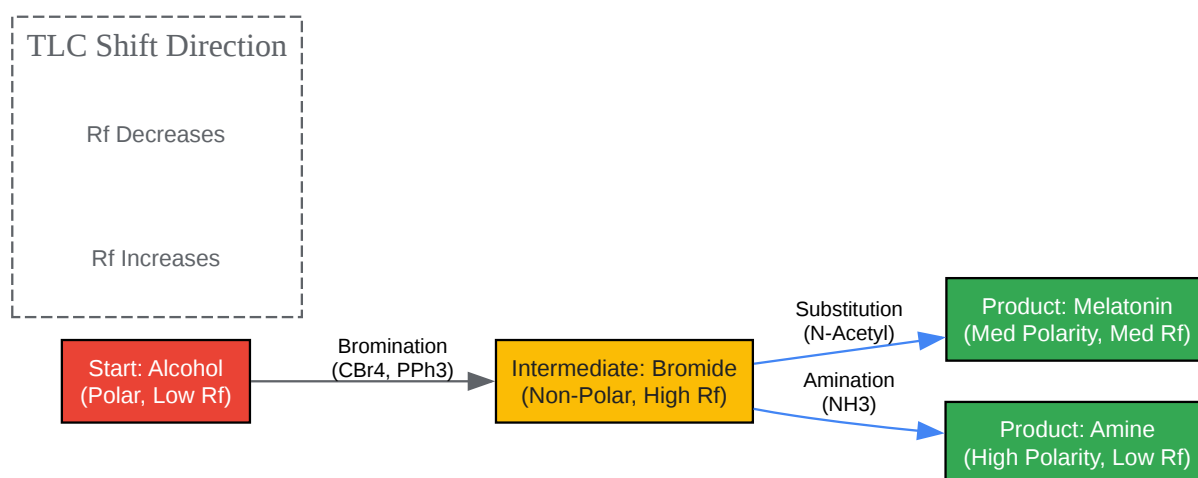 TLC Shift Direction
Rf Decreases
Rf Increases
Start: Alcohol
(Polar, Low Rf)
Bromination
(CBr4, PPh3)
Intermediate: Bromide
(Non-Polar, High Rf)
Substitution
(N-Acetyl)
Product: Melatonin
(Med Polarity, Med Rf)
Amination
(NH3)
Product: Amine
(High Polarity, Low Rf)